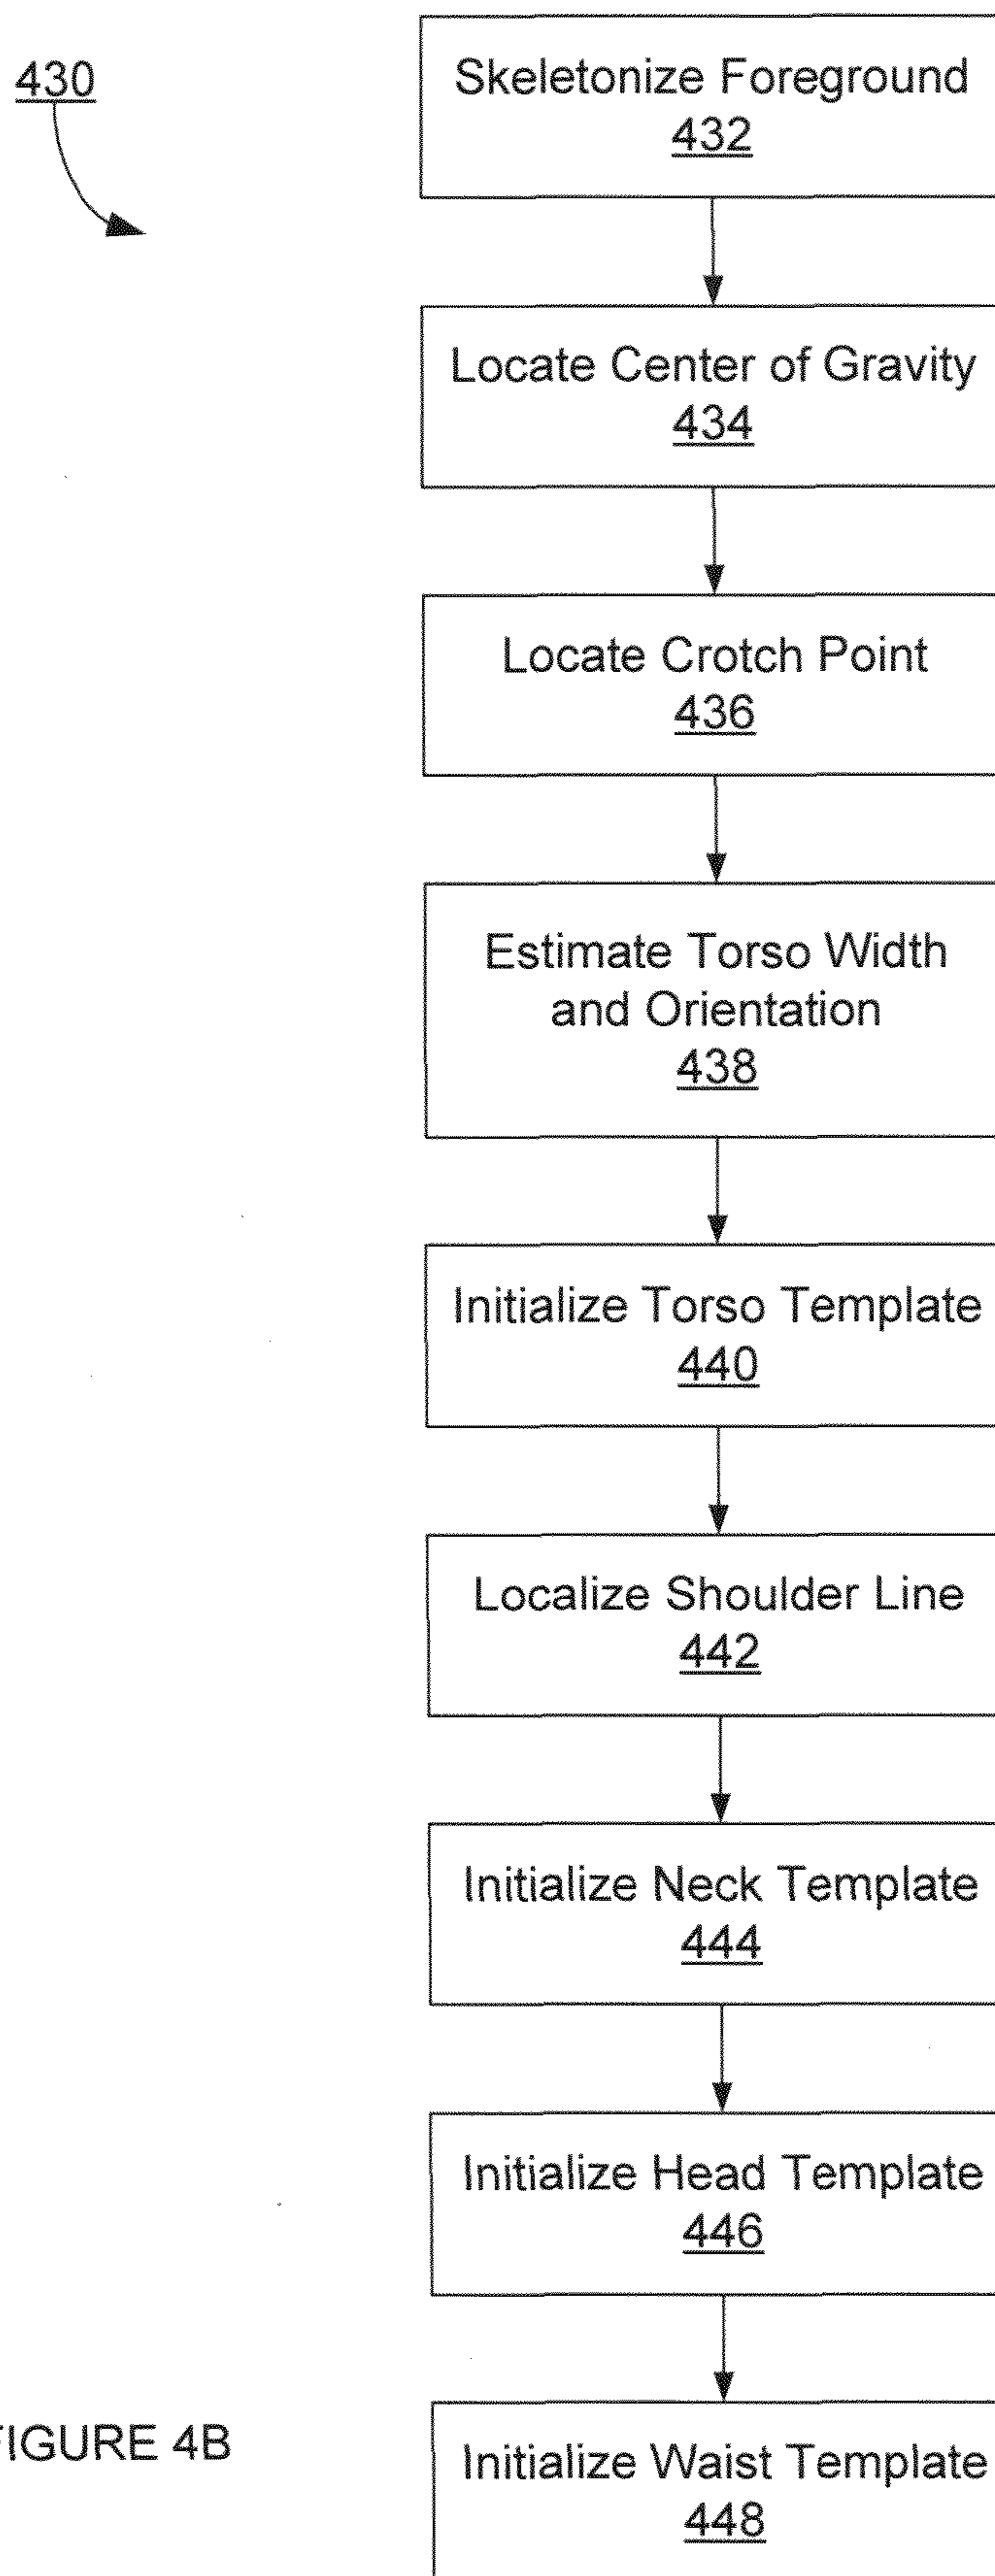 430
Skeletonize Foreground
432
Locate Center of Gravity
434
Locate Crotch Point
436
Estimate Torso Width
and Orientation
438
Initialize Torso Template
440
Localize Shoulder Line
442
Initialize Neck Template
444
Initialize Head Template
446
FIGURE 4B
Initialize Waist Template
448